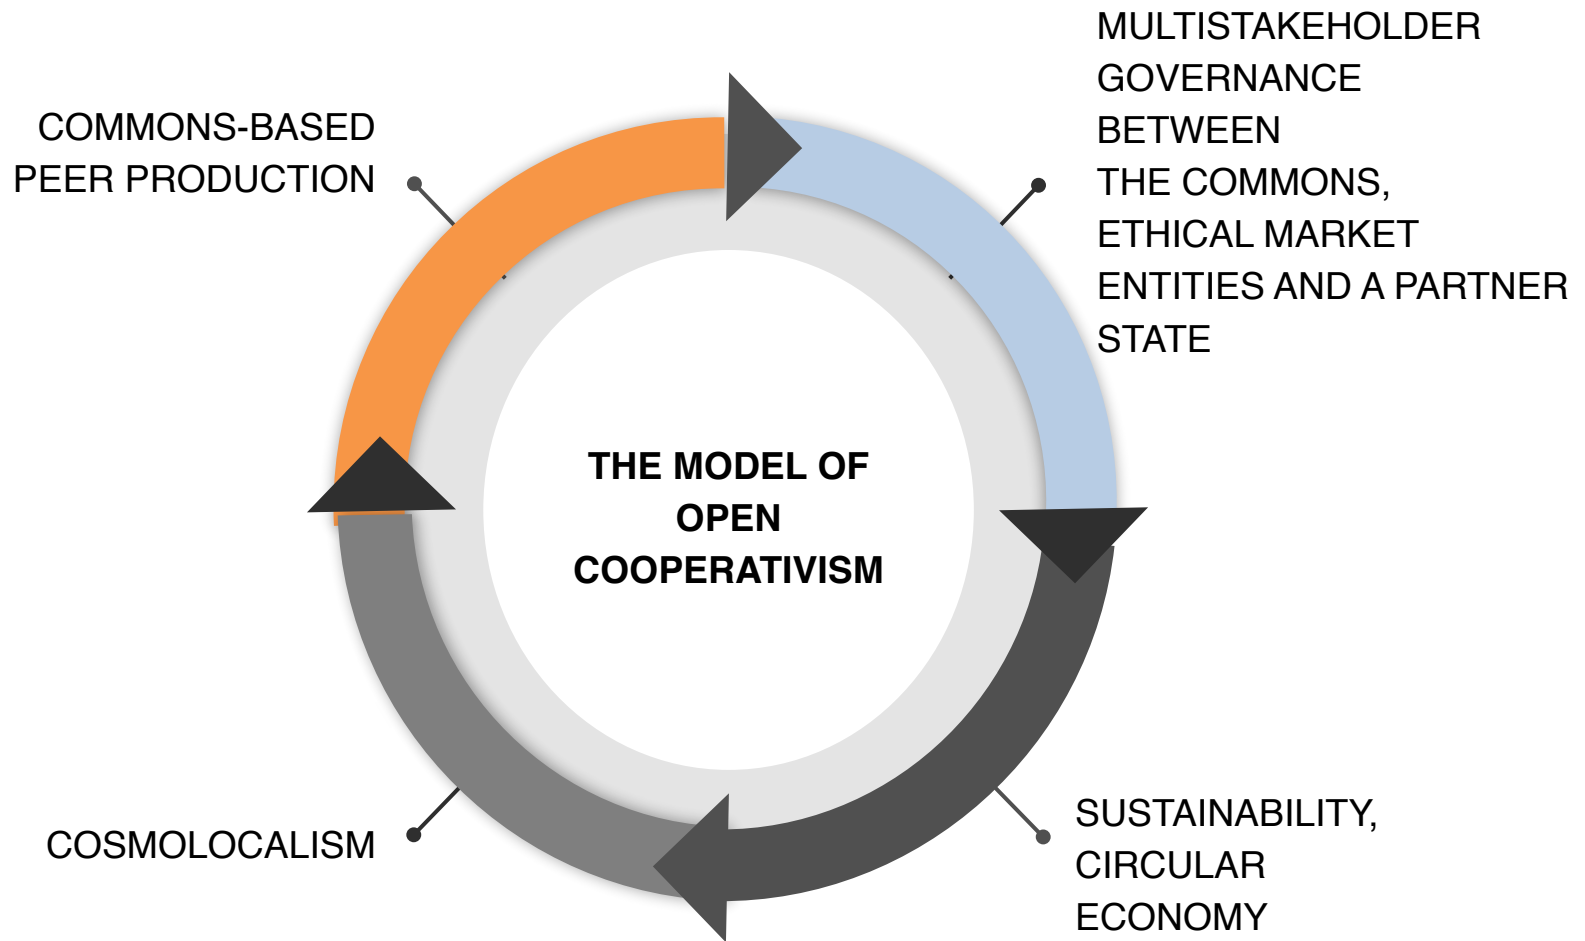 COMMONS-BASED
PEER PRODUCTION
MULTISTAKEHOLDER
GOVERNANCE
BETWEEN
THE COMMONS,
ETHICAL MARKET
ENTITIES AND A PARTNER
STATE
THE MODEL OF
OPEN
COOPERATIVISM
COSMOLOCALISM
SUSTAINABILITY,
CIRCULAR
ECONOMY